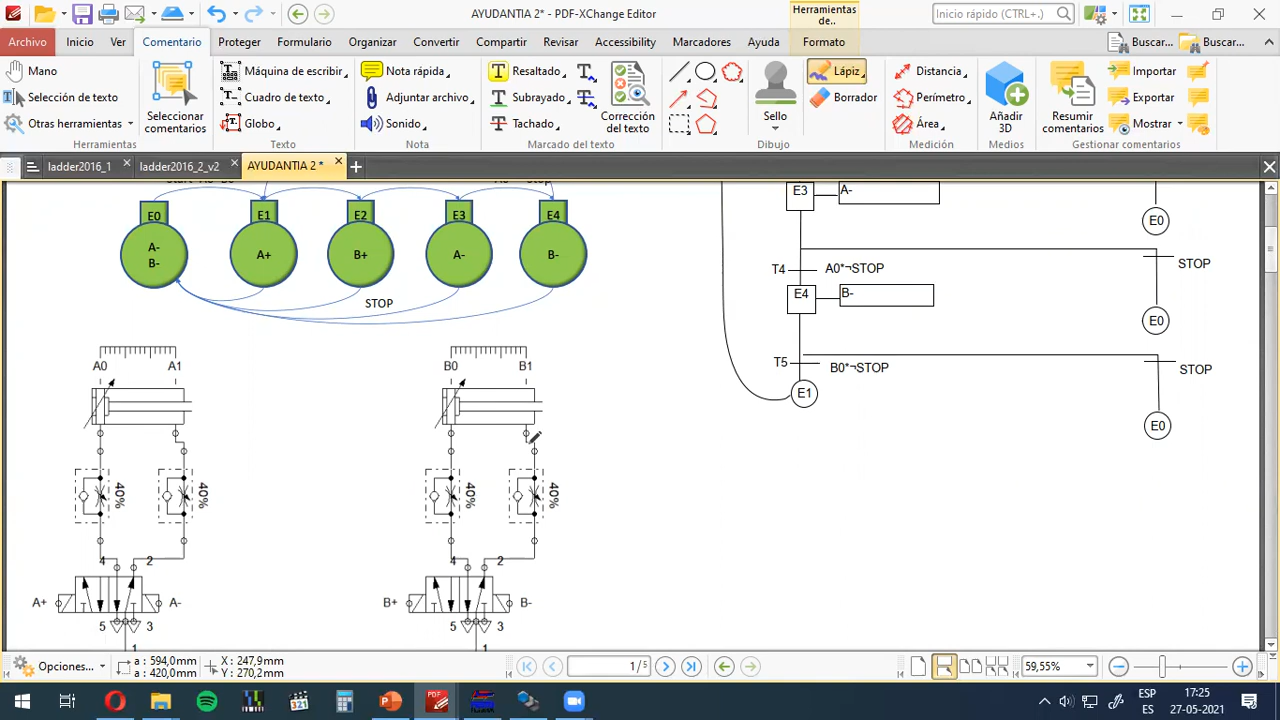 AYUDANTIA 2 * - PDF-XChange Editor
Herramientas de..
Inicio rápido (CTRL+.)
Archivo Inicio Ver Comentario Proteger Formulario Organizar Convertir Compartir Revisar Accessibility Marcadores Ayuda Formato Buscar... Buscar...
Mano
Selección de texto
Otras herramientas
Herramientas
Seleccionar comentarios
Máquina de escribir
Cuadro de texto
Globo
Texto
Nota rápida
Adjuntar archivo
Sonido
Nota
Resaltado
Subrayado
Tachado
Marcado del texto
Corrección del texto
Sello
Lápiz
Borrador
Dibujo
Distancia
Perímetro
Área
Medición
Añadir 3D
Medios
Resumir comentarios
Importar
Exportar
Mostrar
Gestionar comentarios
ladder2016_1 ladder2016_2_v2 AYUDANTIA 2 *
E0 E1 E2 E3 E4
A-
B-
A+ B+ A- B-
STOP
A0 A1
40% 40%
4 2
A+ A-
5 3
1
B0 B1
40% 40%
4 2
B+ B-
5 3
1
E3 A-
E0
T4 A0*¬STOP STOP
E4 B-
E0
T5 B0*¬STOP STOP
E1
E0
Opciones...
a : 594,0mm
a : 420,0mm
X: 247,9mm
Y: 270,2mm
1 / 5
59,55%
ESP
ES
17:25
27-05-2021